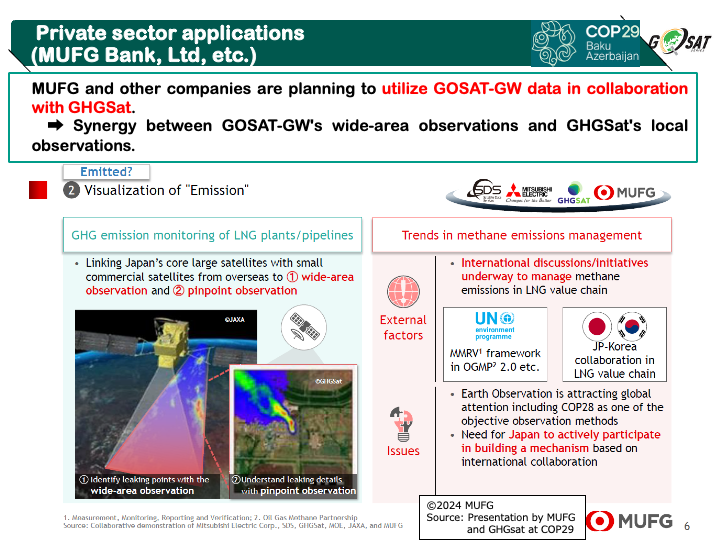 Private sector applications
(MUFG Bank, Ltd, etc.)
COP29
Baku
Azerbaijan
GOSAT
MUFG and other companies are planning to utilize GOSAT-GW data in collaboration
with GHGSat.
➡ Synergy between GOSAT-GW's wide-area observations and GHGSat's local
observations.
Emitted?
2 Visualization of "Emission"
SDS
MITSUBISHI
ELECTRIC
Changes for the Better
GHGSAT
MUFG
GHG emission monitoring of LNG plants/pipelines
• Linking Japan's core large satellites with small
commercial satellites from overseas to ① wide-area
observation and ② pinpoint observation
©JAXA
©GHGSat
① Identify leaking points with the
wide-area observation
②Understand leaking details
with pinpoint observation
Trends in methane emissions management
External
factors
• International discussions/initiatives
underway to manage methane
emissions in LNG value chain
UN
environment
programme
MMRV¹ framework
in OGMP² 2.0 etc.
JP-Korea
collaboration in
LNG value chain
Issues
• Earth Observation is attracting global
attention including COP28 as one of the
objective observation methods
• Need for Japan to actively participate
in building a mechanism based on
international collaboration
1. Measurement, Monitoring, Reporting and Verification; 2. Oil Gas Methane Partnership
Source: Collaborative demonstration of Mitsubishi Electric Corp., SDS, GHGSat, MOL, JAXA, and MUFG
©2024 MUFG
Source: Presentation by MUFG
and GHGsat at COP29
MUFG
6